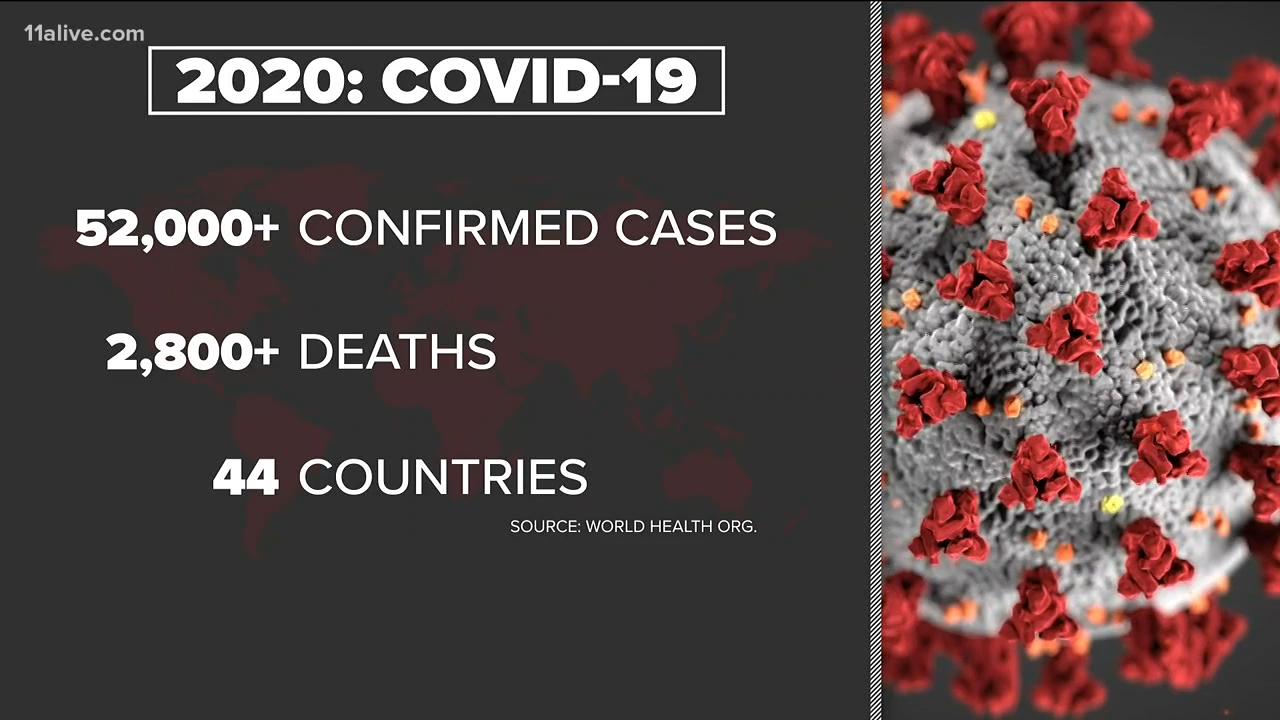 11alive.com
2020: COVID-19
52,000+ CONFIRMED CASES
2,800+ DEATHS
44 COUNTRIES
SOURCE: WORLD HEALTH ORG.